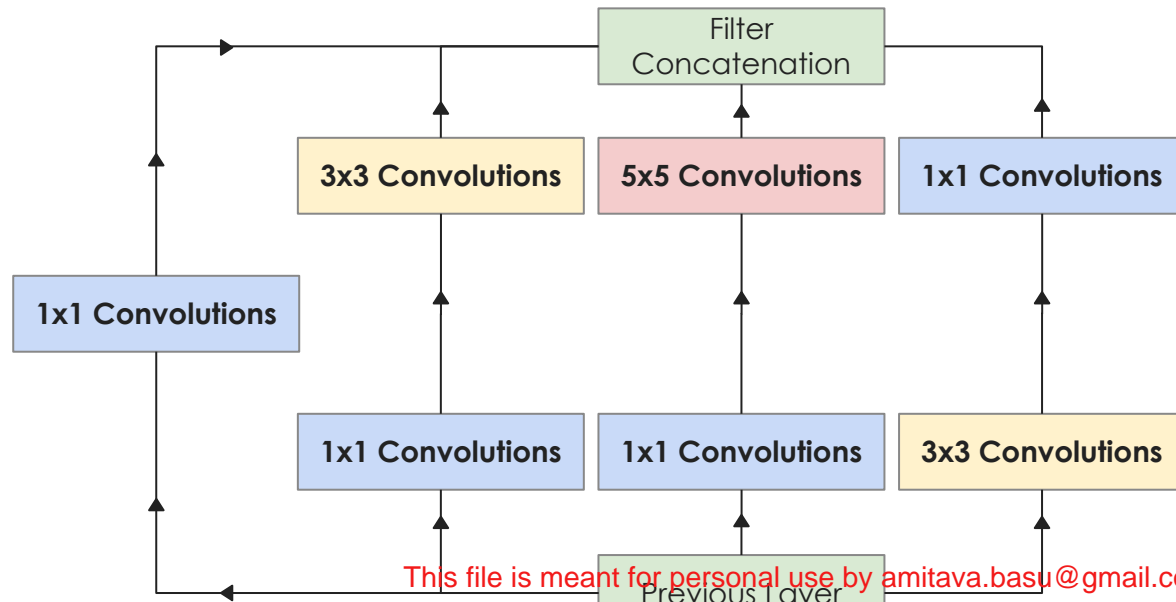 Filter
Concatenation
3x3 Convolutions
5x5 Convolutions
1x1 Convolutions
1x1 Convolutions
1x1 Convolutions
1x1 Convolutions
3x3 Convolutions
This file is meant for personal use by amitava.basu@gmail.co
Previous Layer